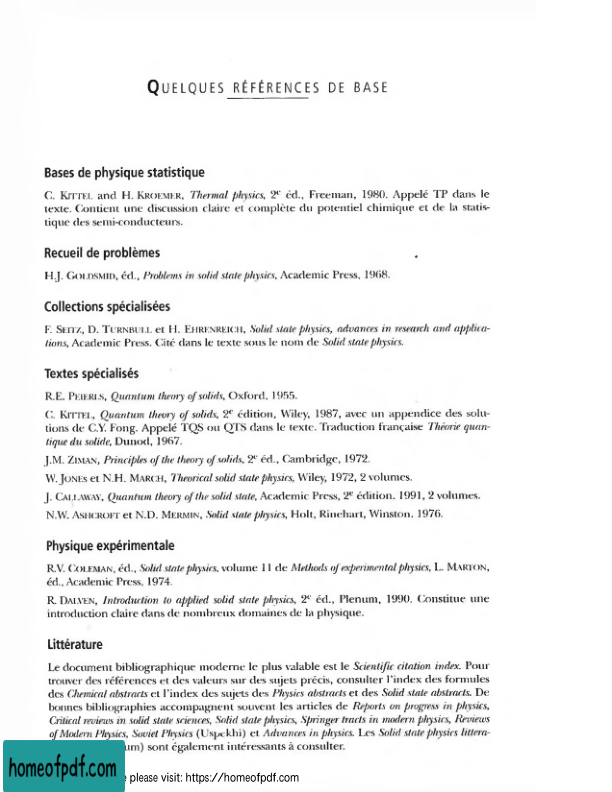 QUELQUES RÉFÉRENCES DE BASE
Bases de physique statistique
C. KITTEL and H. KROEMER, Thermal physics, 2e éd., Freeman, 1980. Appelé TP dans le
texte. Contient une discussion claire et complète du potentiel chimique et de la statis-
tique des semi-conducteurs.
Recueil de problèmes
H.J. GOLDSMID, éd., Problems in solid state physics, Academic Press, 1968.
Collections spécialisées
F. SEITZ, D. TURNBULL et H. EHRENREICH, Solid state physics, advances in research and applica-
tions, Academic Press. Cité dans le texte sous le nom de Solid state physics.
Textes spécialisés
R.E. PEIERLS, Quantum theory of solids, Oxford, 1955.
C. KITTEL, Quantum theory of solids, 2e édition, Wiley, 1987, avec un appendice des solu-
tions de C.Y. Fong. Appelé TQS ou QTS dans le texte. Traduction française Théorie quan-
tique du solide, Dunod, 1967.
J.M. ZIMAN, Principles of the theory of solids, 2e éd., Cambridge, 1972.
W. JONES et N.H. MARCH, Theorical solid state physics, Wiley, 1972, 2 volumes.
J. CALLAWAY, Quantum theory of the solid state, Academic Press, 2e édition. 1991, 2 volumes.
N.W. ASHCROFT et N.D. MERMIN, Solid state physics, Holt, Rinehart, Winston, 1976.
Physique expérimentale
R.V. COLEMAN, éd., Solid state physics, volume 11 de Methods of experimental physics, L. MARTON,
éd., Academic Press, 1974.
R. DALVEN, Introduction to applied solid state physics, 2e éd., Plenum, 1990. Constitue une
introduction claire dans de nombreux domaines de la physique.
Littérature
Le document bibliographique moderne le plus valable est le Scientific citation index. Pour
trouver des références et des valeurs sur des sujets précis, consulter l'index des formules
des Chemical abstracts et l'index des sujets des Physics abstracts et des Solid state abstracts. De
bonnes bibliographies accompagnent souvent les articles de Reports on progress in physics,
Critical reviews in solid state sciences, Solid state physics, Springer tracts in modern physics, Reviews
of Modern Physics, Soviet Physics (Uspekhi) et Advances in physics. Les Solid state physics littera-
um) sont également intéressants à consulter.
homeofpdf.com
please visit: https://homeofpdf.com